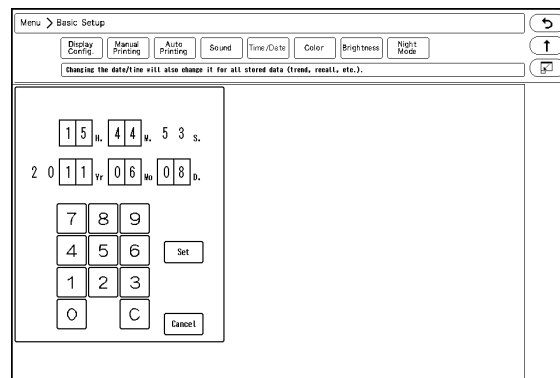 Menu > Basic Setup
Display Config. Manual Printing Auto Printing Sound Time/Date Color Brightness Night Mode
Changing the date/time will also change it for all stored data (trend, recall, etc.).
15 H. 44 M. 53 S.
2011 Yr 06 Mo 08 D.
7 8 9
4 5 6 Set
1 2 3
0 C Cancel